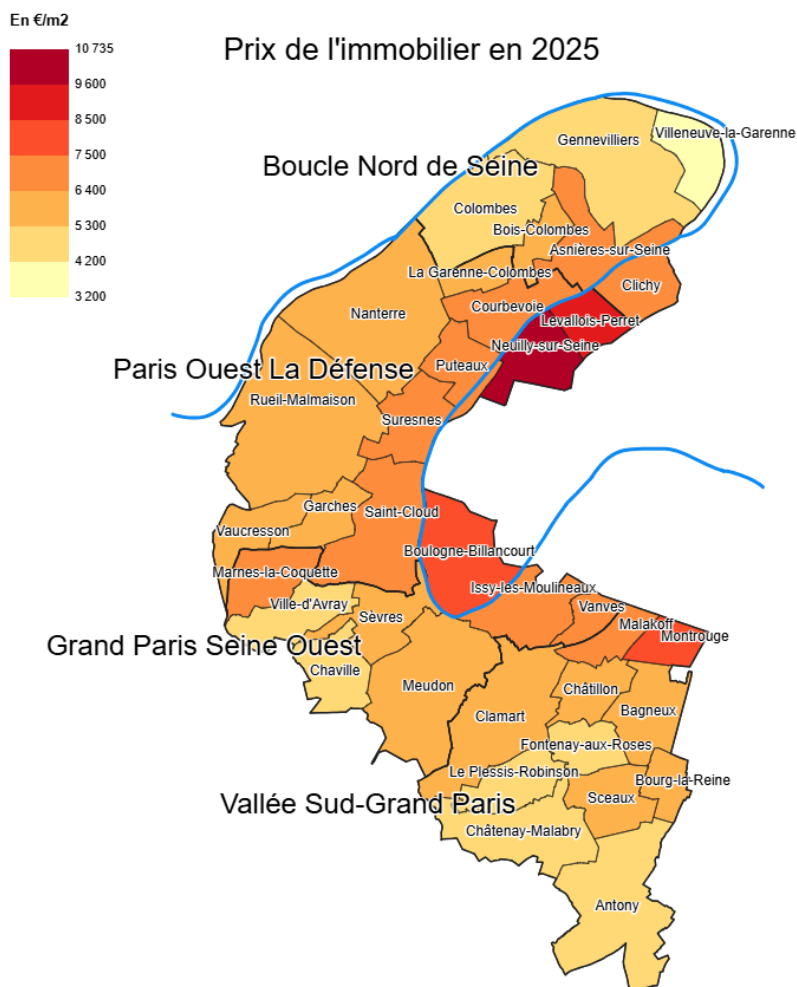 En €/m2
Prix de l'immobilier en 2025
10 735
9 600
8 500
7 500
6 400
5 300
4 200
3 200
Villeneuve-la-Garenne
Gennevilliers
Boucle Nord de Seine
Colombes
Bois-Colombes
Asnières-sur-Seine
La Garenne-Colombes
Clichy
Courbevoie
Nanterre
Levallois-Perret
Neuilly-sur-Seine
Paris Ouest La Défense
Puteaux
Rueil-Malmaison
Suresnes
Garches
Saint-Cloud
Vaucresson
Boulogne-Billancourt
Marnes-la-Coquette
Issy-les-Moulineaux
Ville-d'Avray
Vanves
Sèvres
Malakoff
Montrouge
Grand Paris Seine Ouest
Chaville
Meudon
Châtillon
Bagneux
Clamart
Fontenay-aux-Roses
Le Plessis-Robinson
Bourg-la-Reine
Sceaux
Vallée Sud-Grand Paris
Châtenay-Malabry
Antony